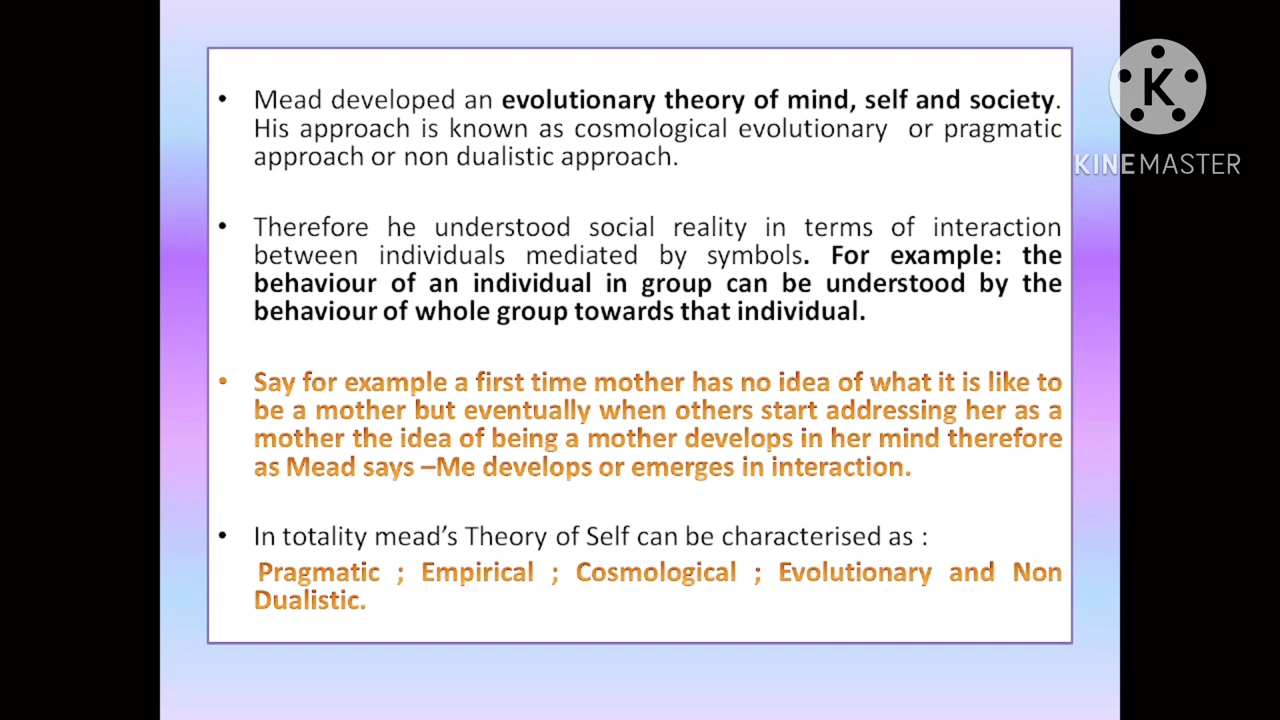 • Mead developed an evolutionary theory of mind, self and society.
His approach is known as cosmological evolutionary or pragmatic
approach or non dualistic approach.
• Therefore he understood social reality in terms of interaction
between individuals mediated by symbols. For example: the
behaviour of an individual in group can be understood by the
behaviour of whole group towards that individual.
• Say for example a first time mother has no idea of what it is like to
be a mother but eventually when others start addressing her as a
mother the idea of being a mother develops in her mind therefore
as Mead says –Me develops or emerges in interaction.
• In totality mead's Theory of Self can be characterised as :
Pragmatic ; Empirical ; Cosmological ; Evolutionary and Non
Dualistic.
K
KINEMASTER